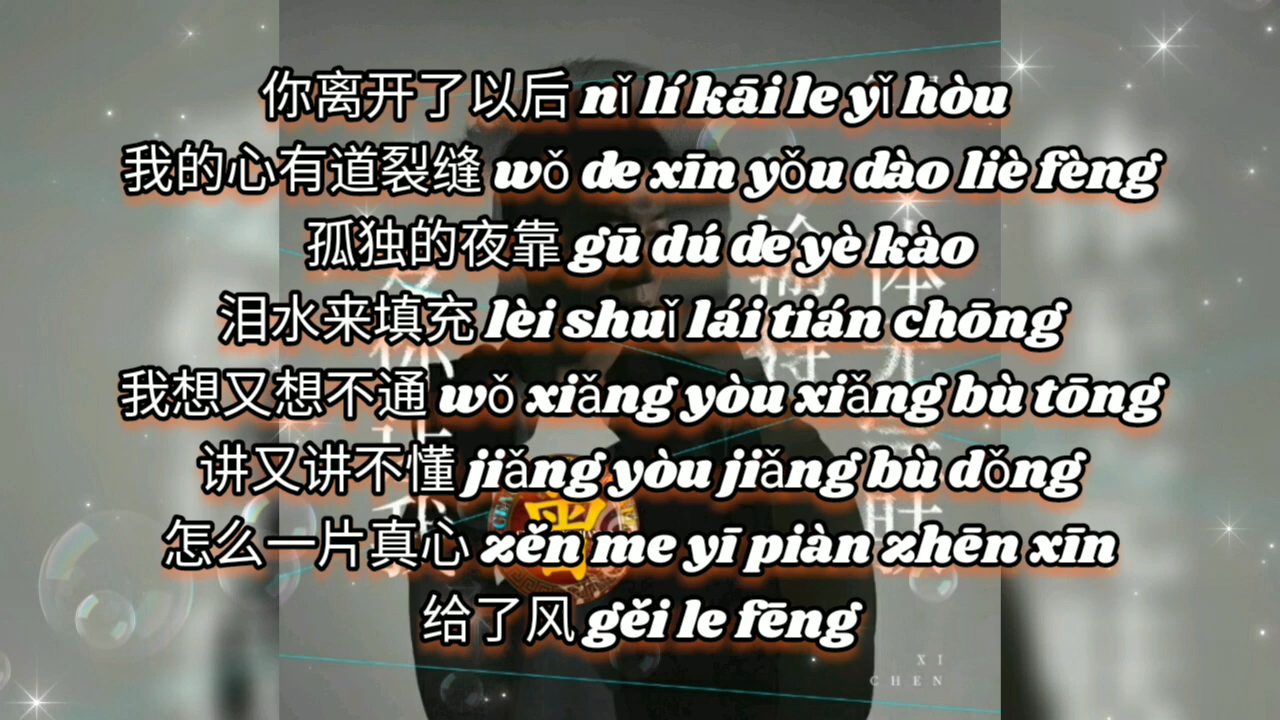 你离开了以后 nǐ lí kāi le yǐ hòu
我的心有道裂缝 wǒ de xīn yǒu dào liè fèng
孤独的夜靠 gū dú de yè kào
泪水来填充 lèi shuǐ lái tián chōng
我想又想不通 wǒ xiǎng yòu xiǎng bù tōng
讲又讲不懂 jiǎng yòu jiǎng bù dǒng
怎么一片真心 zěn me yī piàn zhēn xīn
给了风 gěi le fēng
XI
CHEN